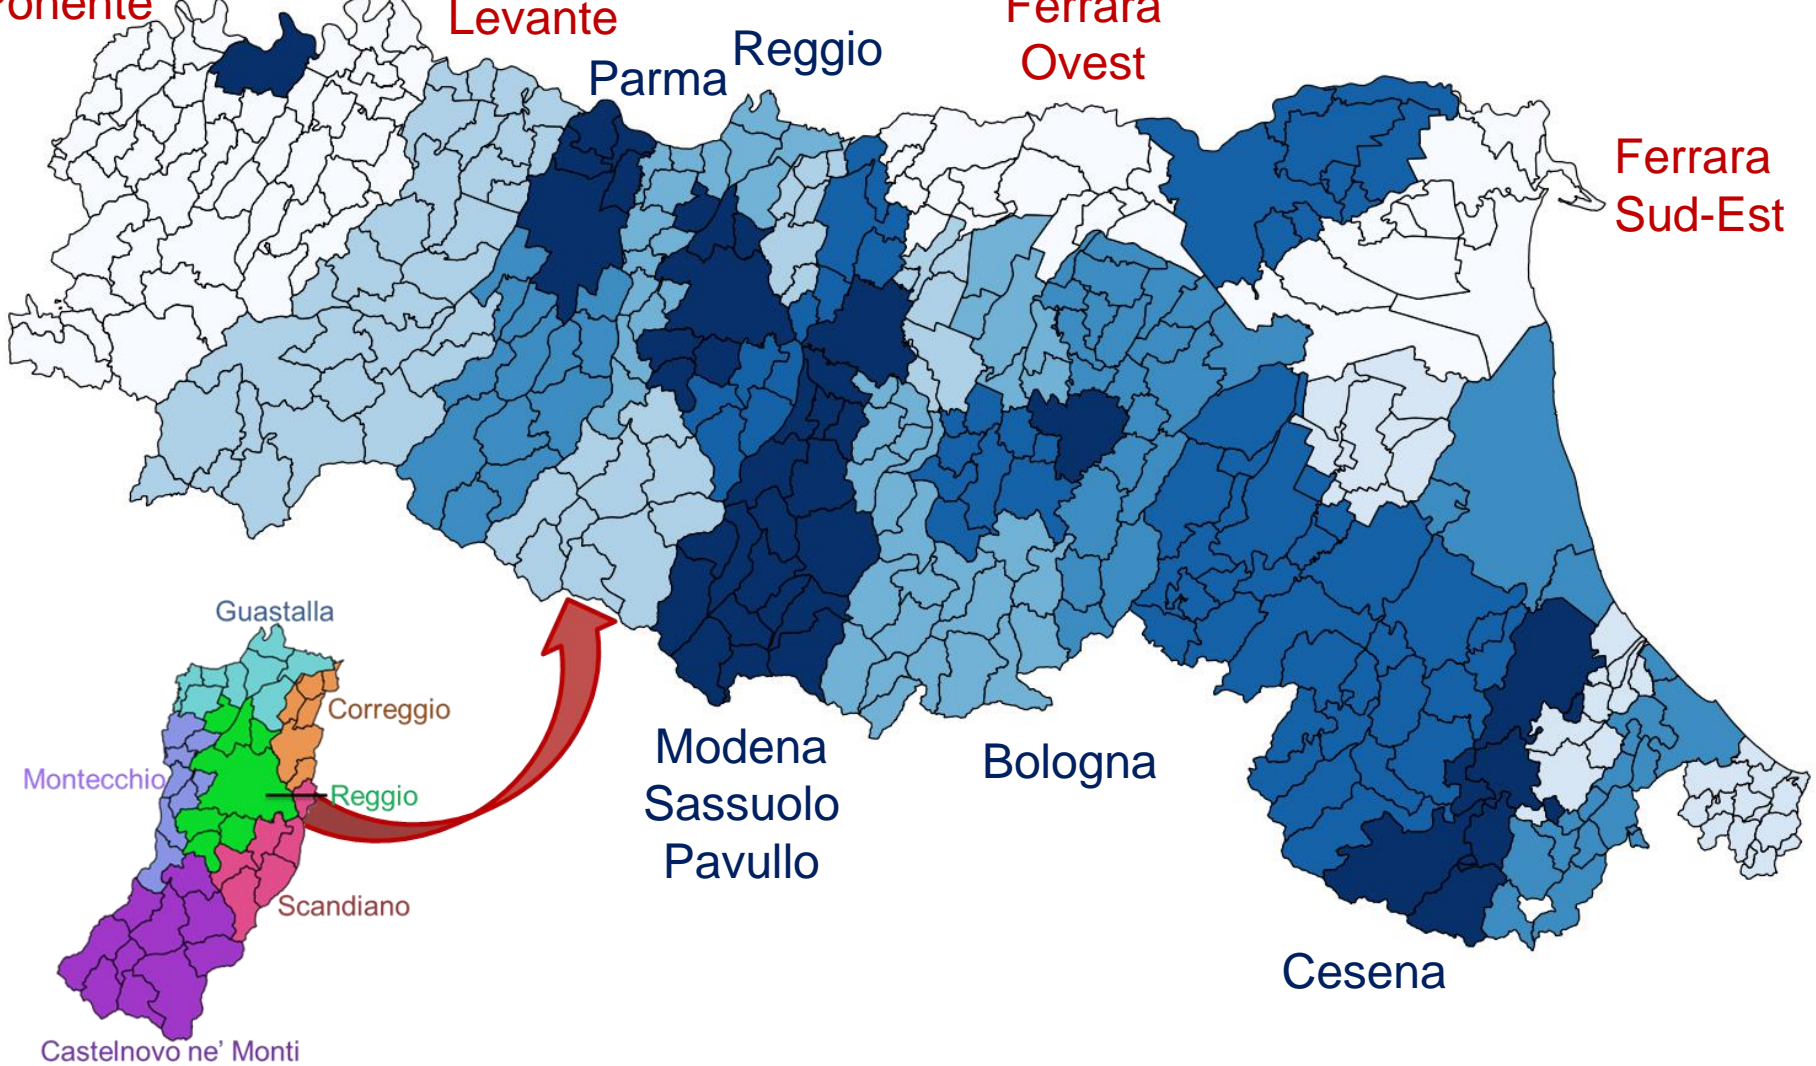 Levante
Parma
Reggio
Ferrara
Ovest
Ferrara
Sud-Est
Guastalla
Correggio
Montecchio
Reggio
Scandiano
Castelnovo ne' Monti
Modena
Sassuolo
Pavullo
Bologna
Cesena